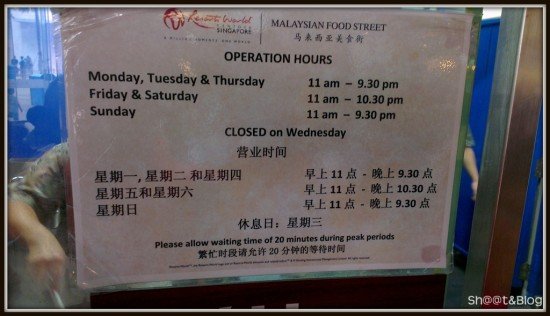 Resorts World
SENTOSA
SINGAPORE
A BILLION MOMENTS. ONE WORLD
MALAYSIAN FOOD STREET
马来西亚美食街
OPERATION HOURS
Monday, Tuesday & Thursday 11 am – 9.30 pm
Friday & Saturday 11 am – 10.30 pm
Sunday 11 am – 9.30 pm
CLOSED on Wednesday
营业时间
星期一, 星期二 和星期四 早上 11 点 - 晚上 9.30 点
星期五和星期六 早上 11 点 - 晚上 10.30 点
星期日 早上 11 点 - 晚上 9.30 点
休息日: 星期三
Please allow waiting time of 20 minutes during peak periods
繁忙时段请允许 20 分钟的等待时间
Sh@@t&Blog